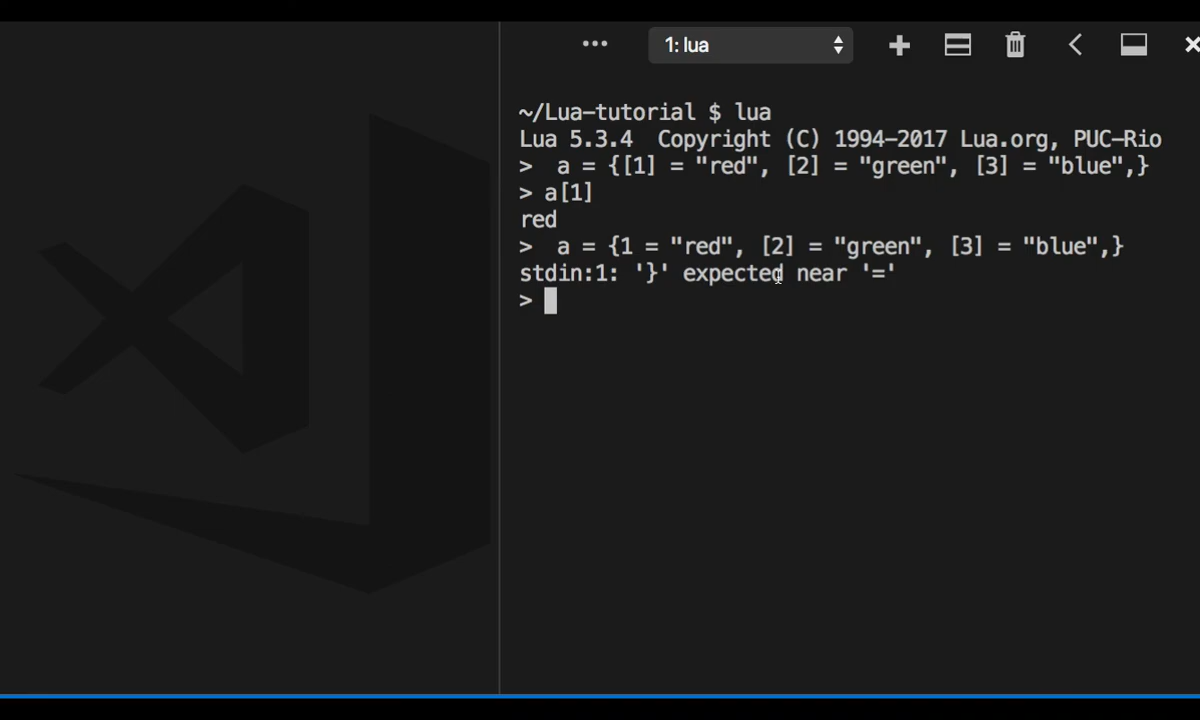 ••• 1: lua
~/Lua-tutorial $ lua
Lua 5.3.4  Copyright (C) 1994-2017 Lua.org, PUC-Rio
>  a = {[1] = "red", [2] = "green", [3] = "blue",}
> a[1]
red
>  a = {1 = "red", [2] = "green", [3] = "blue",}
stdin:1: '}' expected near '='
>